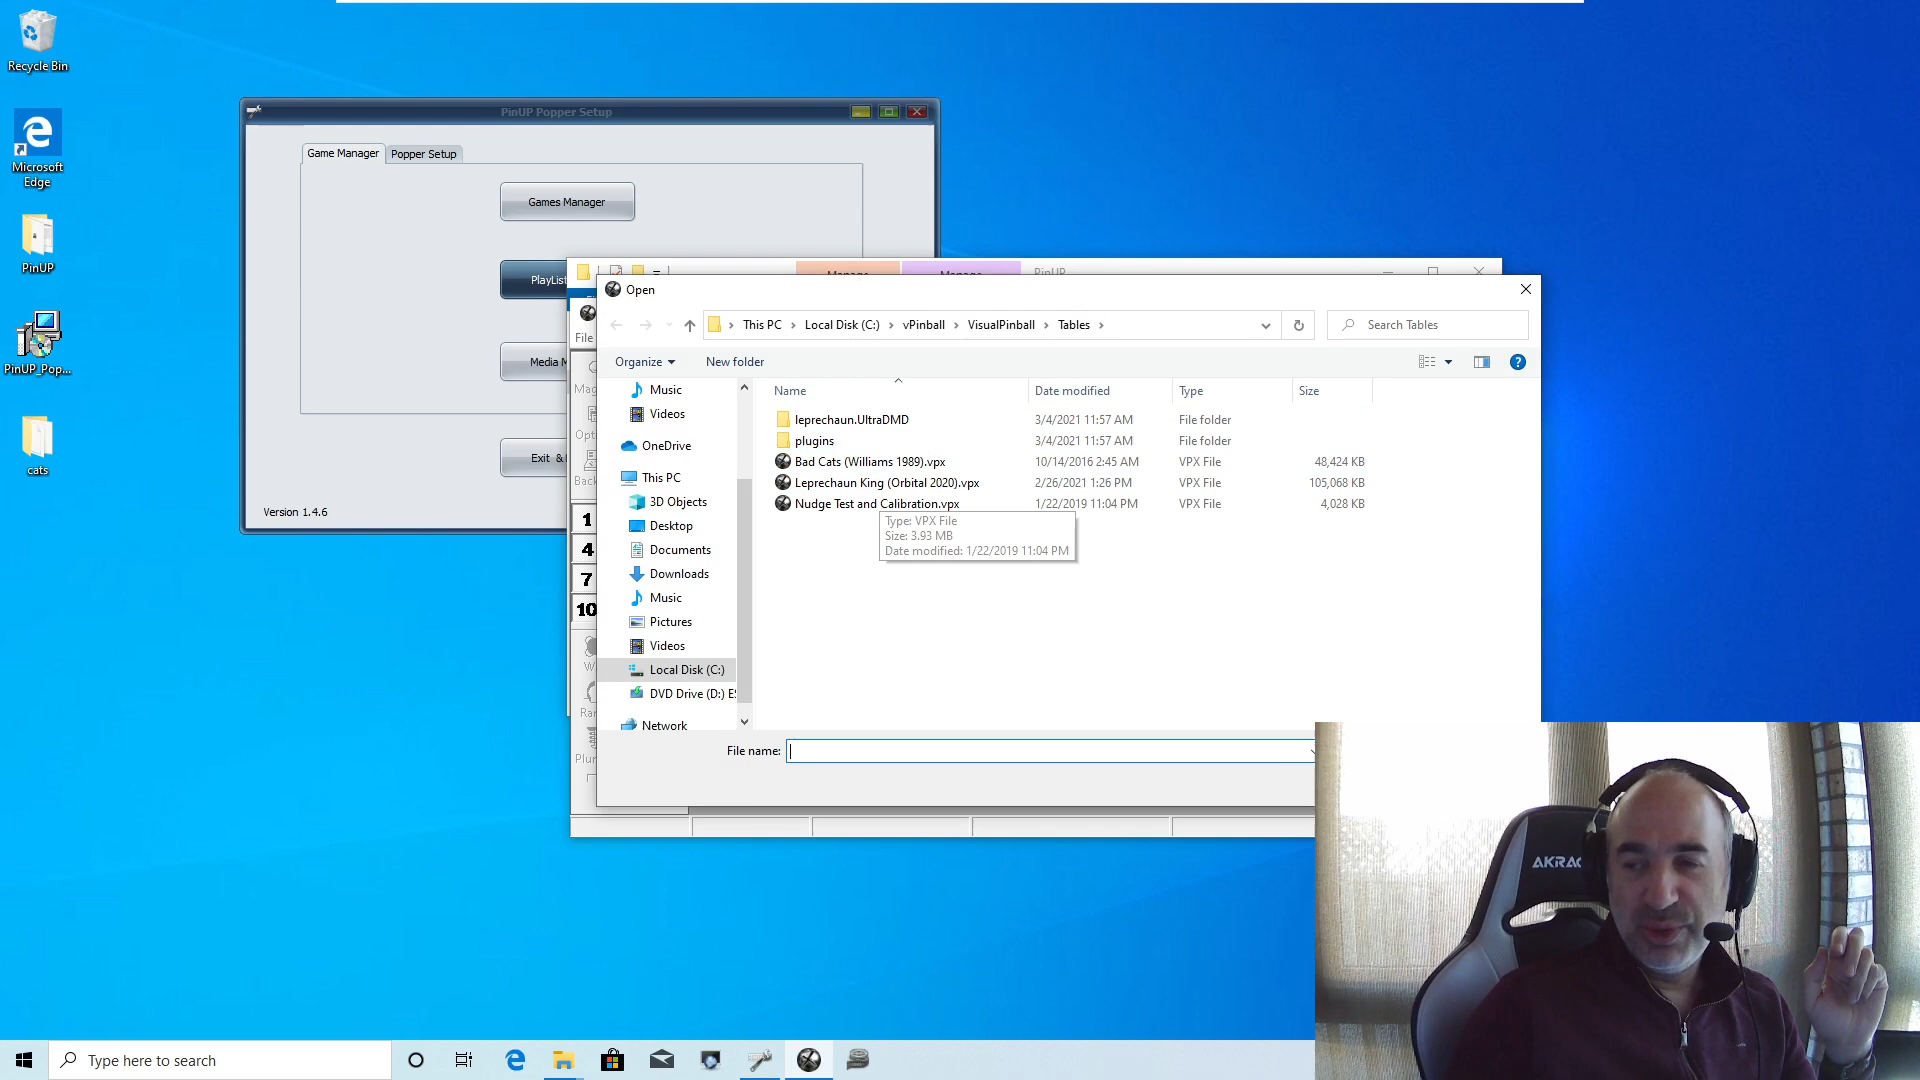 Recycle Bin
Microsoft
Edge
PinUP
PinUP_Pop...
cats
PinUP Popper Setup
Game Manager
Popper Setup
Games Manager
PlayList
Media M
Exit &
Version 1.4.6
Manage
Manage
PinUP
File
Open
This PC > Local Disk (C:) > vPinball > VisualPinball > Tables >
Search Tables
Organize
New folder
Music
Videos
OneDrive
This PC
3D Objects
Desktop
Documents
Downloads
Music
Pictures
Videos
Local Disk (C:)
DVD Drive (D:) ES
Network
Name Date modified Type Size
leprechaun.UltraDMD 3/4/2021 11:57 AM File folder
plugins 3/4/2021 11:57 AM File folder
Bad Cats (Williams 1989).vpx 10/14/2016 2:45 AM VPX File 48,424 KB
Leprechaun King (Orbital 2020).vpx 2/26/2021 1:26 PM VPX File 105,068 KB
Nudge Test and Calibration.vpx 1/22/2019 11:04 PM VPX File 4,028 KB
Type: VPX File
Size: 3.93 MB
Date modified: 1/22/2019 11:04 PM
Mag
Opti
Back
1
4
7
10
W
Ran
Plun
File name:
AKRAC
Type here to search